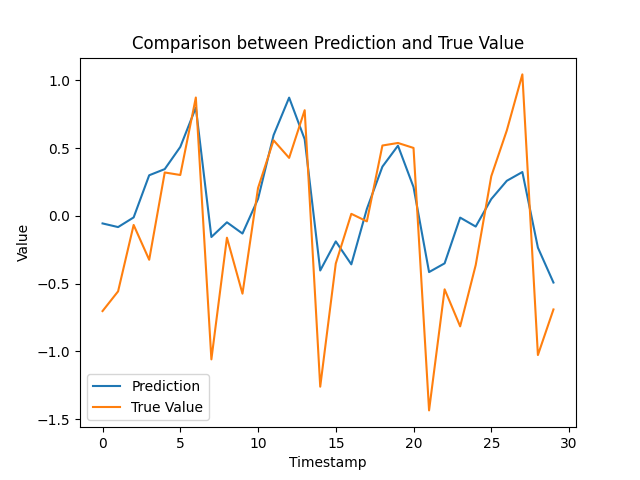 Comparison between Prediction and True Value
1.0
0.5
0.0
−0.5
−1.0
−1.5
Value
Prediction
True Value
0 5 10 15 20 25 30
Timestamp